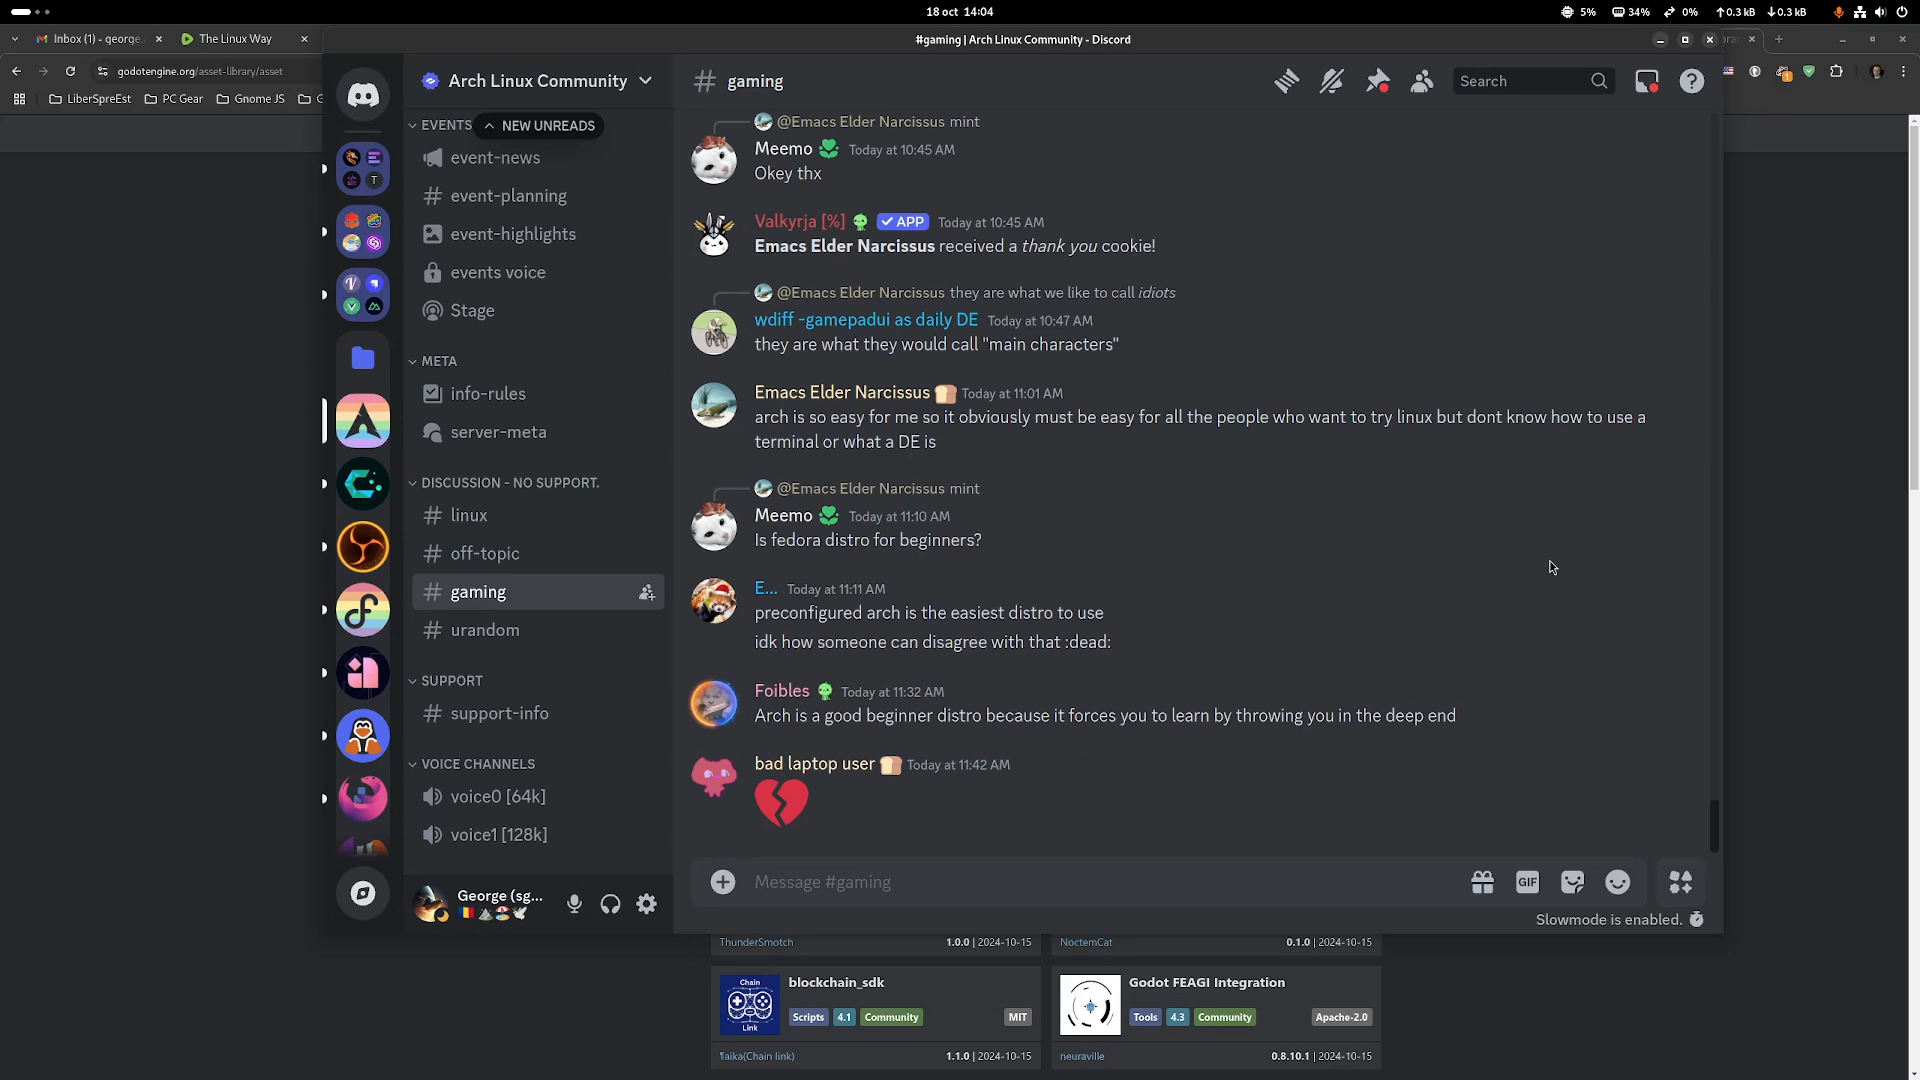 18 oct 14:04
5%
34%
0%
0.3 kB
0.3 kB
Inbox (1) - george.
The Linux Way
#gaming | Arch Linux Community - Discord
godotengine.org/asset-library/asset
LiberSpreEst
PC Gear
Gnome JS
Arch Linux Community
gaming
Search
EVENTS
NEW UNREADS
event-news
event-planning
event-highlights
events voice
Stage
META
info-rules
server-meta
DISCUSSION - NO SUPPORT.
linux
off-topic
gaming
urandom
SUPPORT
support-info
VOICE CHANNELS
voice0 [64k]
voice1 [128k]
George (sg...
@Emacs Elder Narcissus mint
Meemo Today at 10:45 AM
Okey thx
Valkyrja [%] APP Today at 10:45 AM
Emacs Elder Narcissus received a thank you cookie!
@Emacs Elder Narcissus they are what we like to call idiots
wdiff -gamepadui as daily DE Today at 10:47 AM
they are what they would call "main characters"
Emacs Elder Narcissus Today at 11:01 AM
arch is so easy for me so it obviously must be easy for all the people who want to try linux but dont know how to use a
terminal or what a DE is
@Emacs Elder Narcissus mint
Meemo Today at 11:10 AM
Is fedora distro for beginners?
E... Today at 11:11 AM
preconfigured arch is the easiest distro to use
idk how someone can disagree with that :dead:
Foibles Today at 11:32 AM
Arch is a good beginner distro because it forces you to learn by throwing you in the deep end
bad laptop user Today at 11:42 AM
Message #gaming
GIF
Slowmode is enabled.
ThunderSmotch
1.0.0 | 2024-10-15
NoctemCat
0.1.0 | 2024-10-15
Chain
Link
blockchain_sdk
Scripts 4.1 Community MIT
1.1.0 | 2024-10-15
Godot FEAGI Integration
Tools 4.3 Community Apache-2.0
neuraville
0.8.10.1 | 2024-10-15